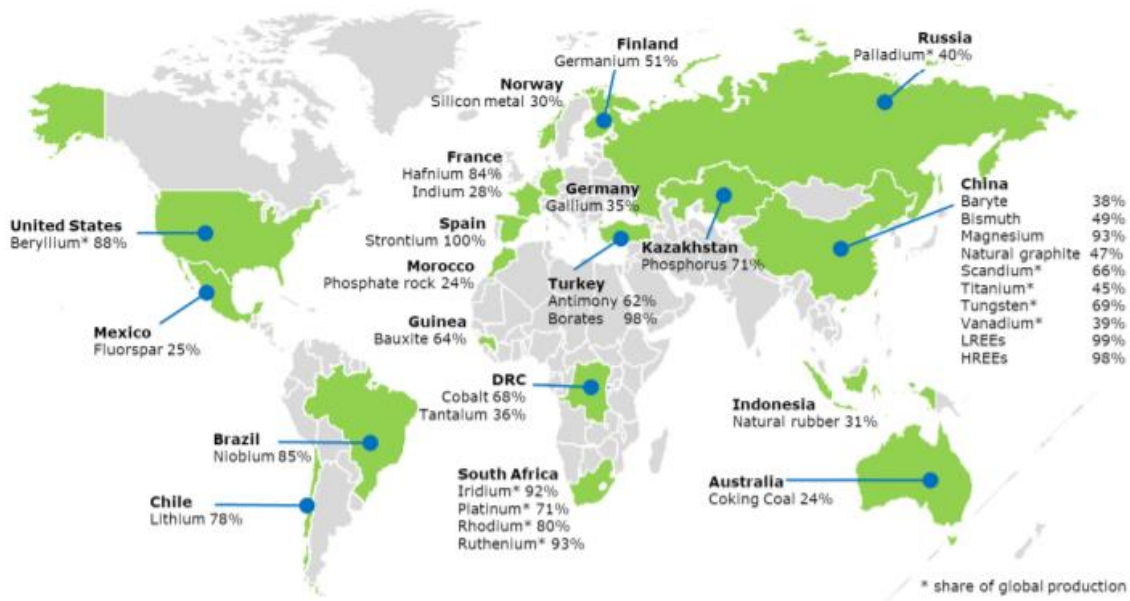 Finland
Germanium 51%
Russia
Palladium* 40%
Norway
Silicon metal 30%
France
Hafnium 84%
Indium 28%
Germany
Gallium 35%
China
Baryte 38%
Bismuth 49%
Magnesium 93%
Natural graphite 47%
Scandium* 66%
Titanium* 45%
Tungsten* 69%
Vanadium* 39%
LREEs 99%
HREEs 98%
United States
Beryllium* 88%
Spain
Strontium 100%
Kazakhstan
Phosphorus 71%
Morocco
Phosphate rock 24%
Turkey
Antimony 62%
Borates 98%
Mexico
Fluorspar 25%
Guinea
Bauxite 64%
DRC
Cobalt 68%
Tantalum 36%
Indonesia
Natural rubber 31%
Brazil
Niobium 85%
South Africa
Iridium* 92%
Platinum* 71%
Rhodium* 80%
Ruthenium* 93%
Australia
Coking Coal 24%
Chile
Lithium 78%
* share of global production